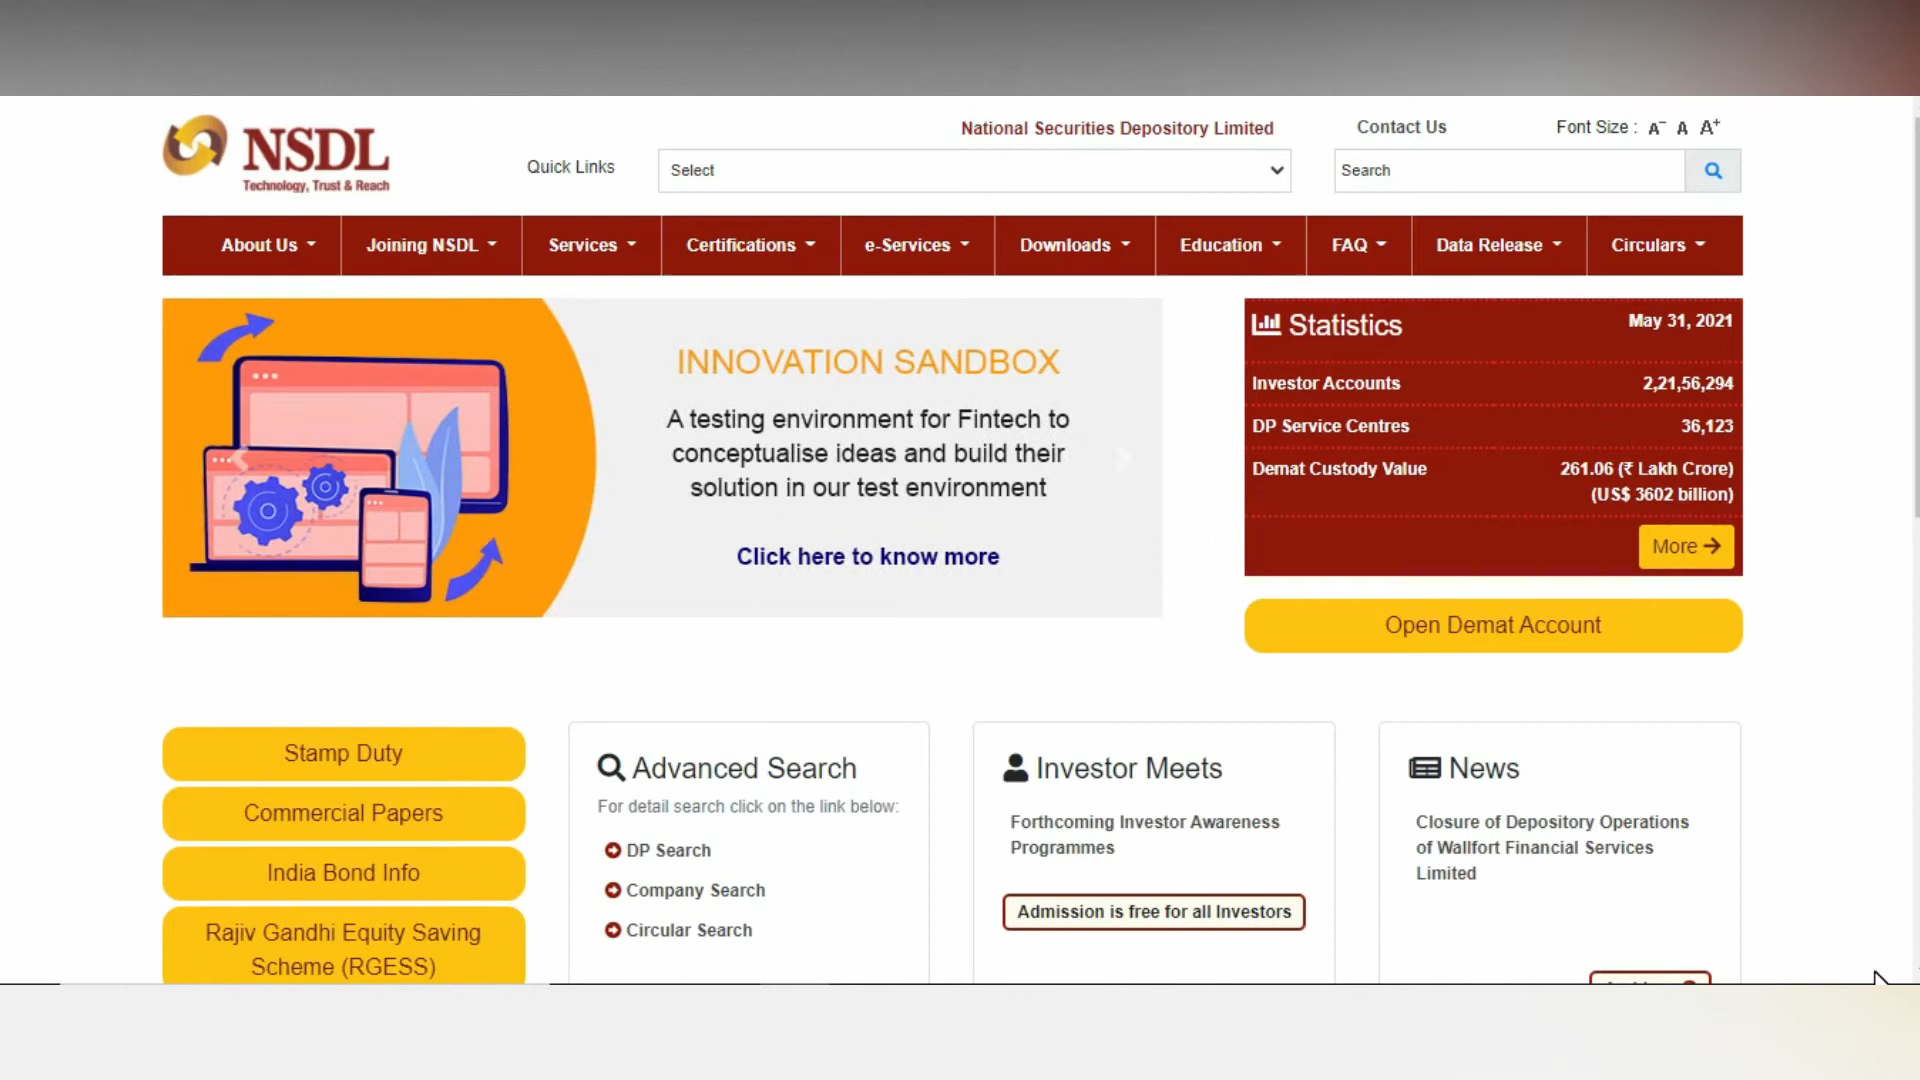 NSDL
Technology, Trust & Reach
National Securities Depository Limited
Contact Us
Font Size : A- A A+
Quick Links
Select
Search
About Us
Joining NSDL
Services
Certifications
e-Services
Downloads
Education
FAQ
Data Release
Circulars
INNOVATION SANDBOX
A testing environment for Fintech to
conceptualise ideas and build their
solution in our test environment
Click here to know more
Statistics
May 31, 2021
Investor Accounts 2,21,56,294
DP Service Centres 36,123
Demat Custody Value 261.06 (₹ Lakh Crore)
(US$ 3602 billion)
More
Open Demat Account
Stamp Duty
Commercial Papers
India Bond Info
Rajiv Gandhi Equity Saving
Scheme (RGESS)
Advanced Search
For detail search click on the link below:
DP Search
Company Search
Circular Search
Investor Meets
Forthcoming Investor Awareness
Programmes
Admission is free for all Investors
News
Closure of Depository Operations
of Wallfort Financial Services
Limited